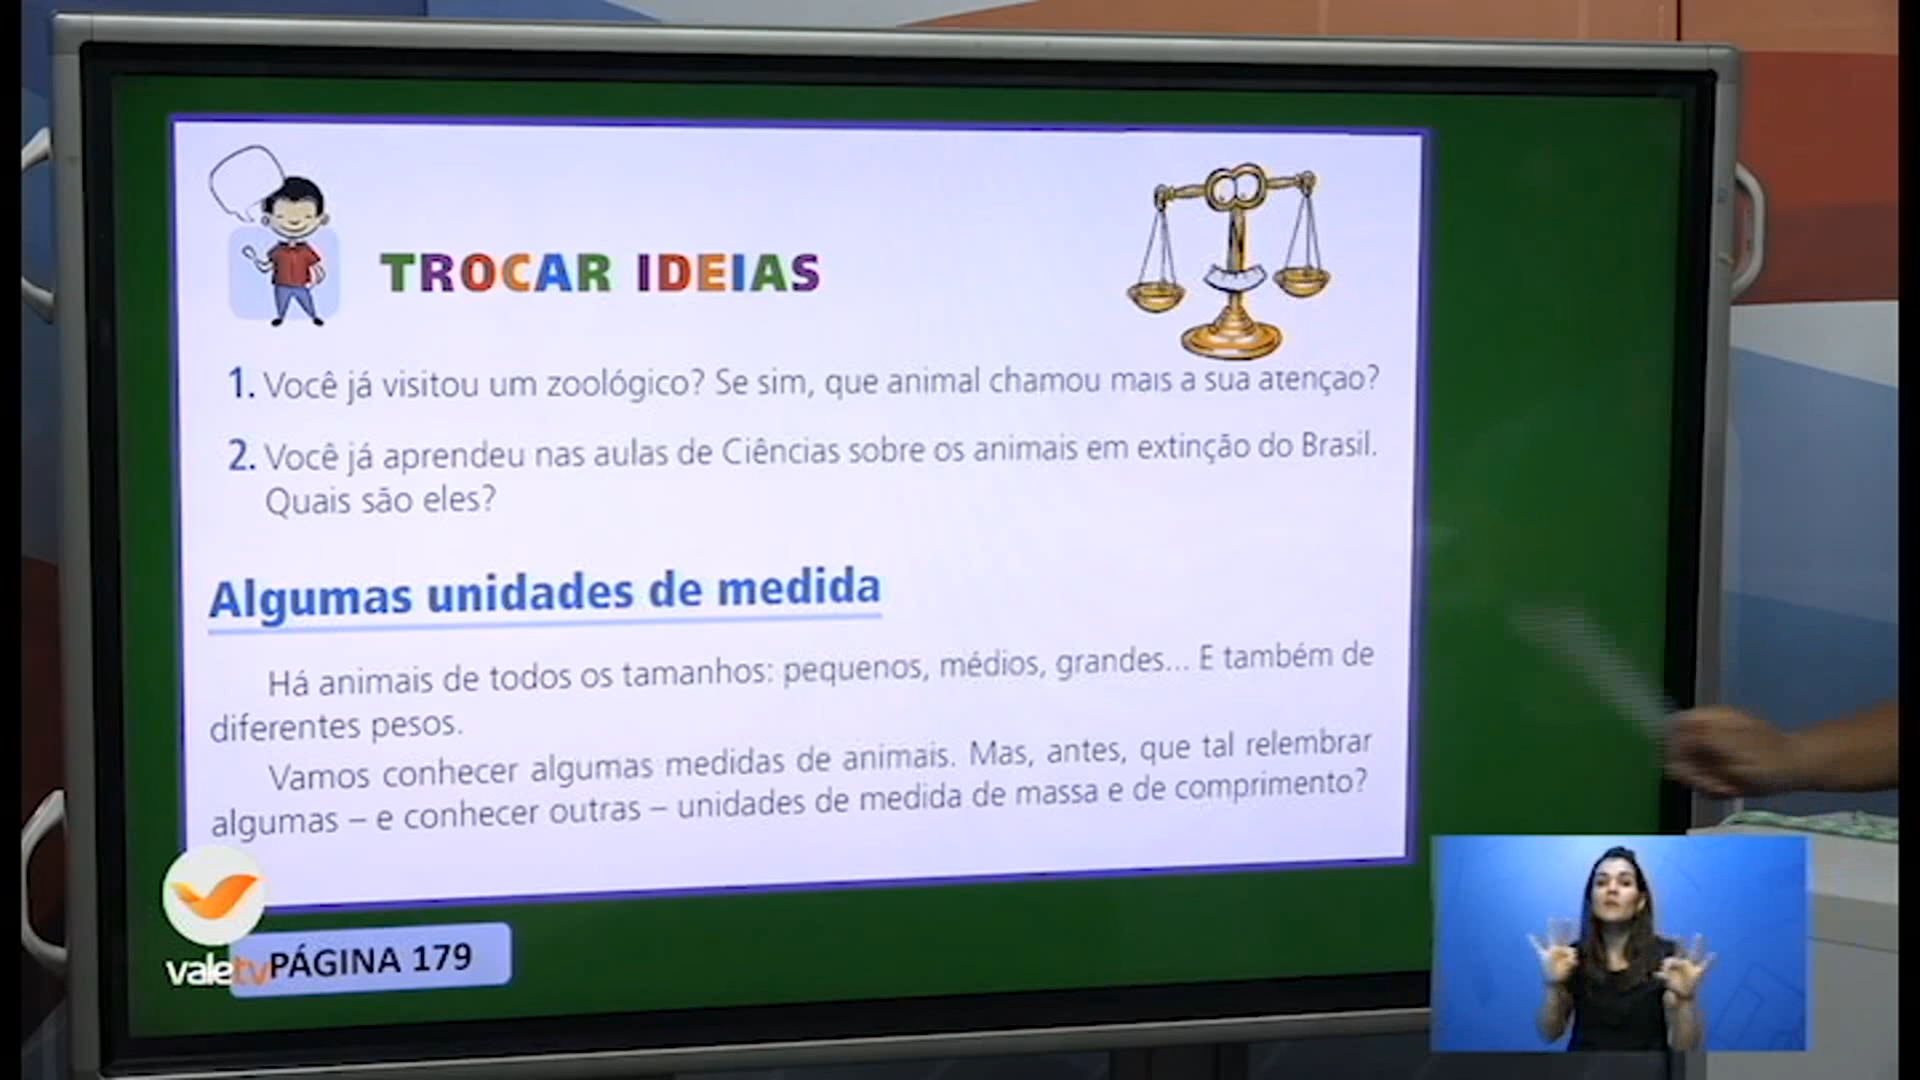 TROCAR IDEIAS
1. Você já visitou um zoológico? Se sim, que animal chamou mais a sua atenção?
2. Você já aprendeu nas aulas de Ciências sobre os animais em extinção do Brasil.
Quais são eles?
Algumas unidades de medida
Há animais de todos os tamanhos: pequenos, médios, grandes... E também de
diferentes pesos.
Vamos conhecer algumas medidas de animais. Mas, antes, que tal relembrar
algumas – e conhecer outras – unidades de medida de massa e de comprimento?
valetv
PÁGINA 179